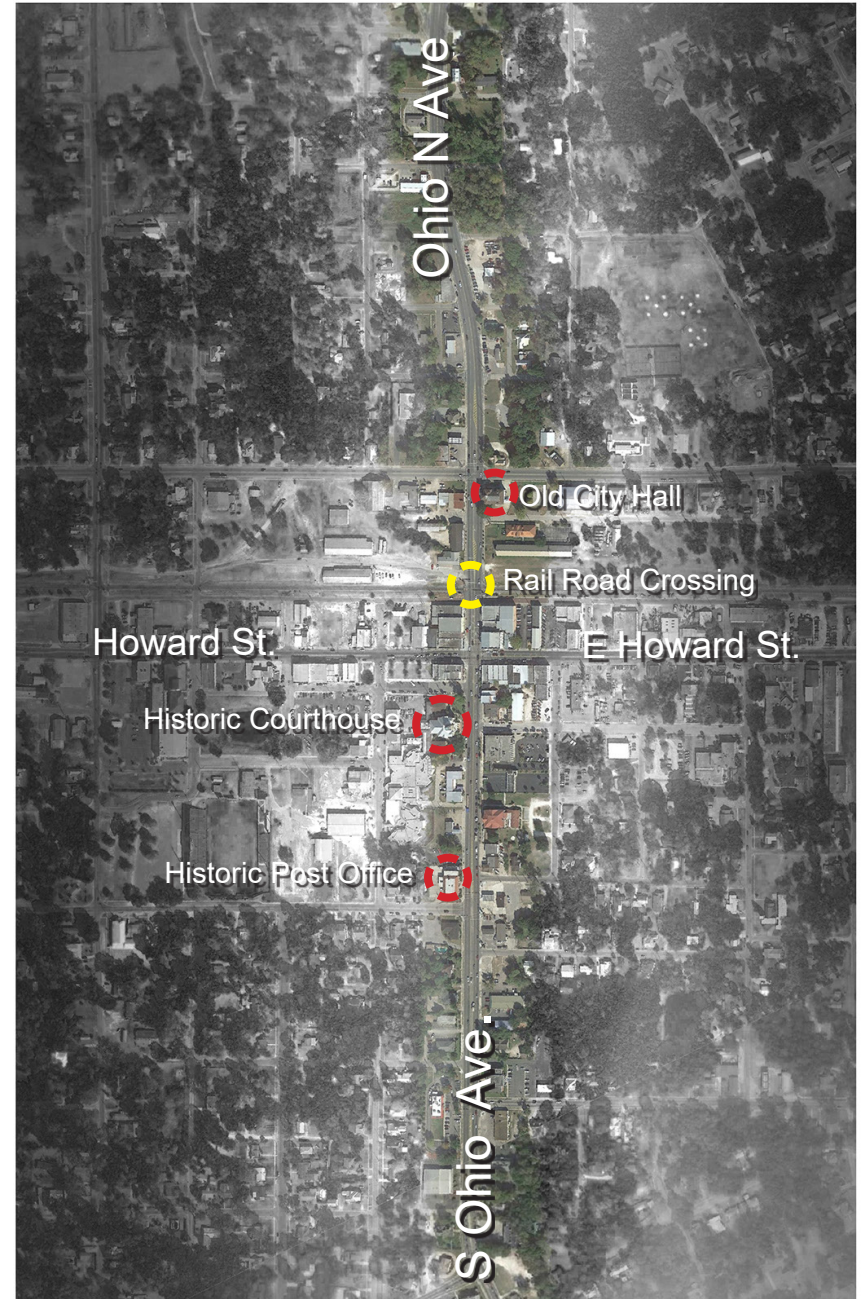 Ohio N Ave
Old City Hall
Rail Road Crossing
Howard St.
E Howard St.
Historic Courthouse
Historic Post Office
S Ohio Ave.